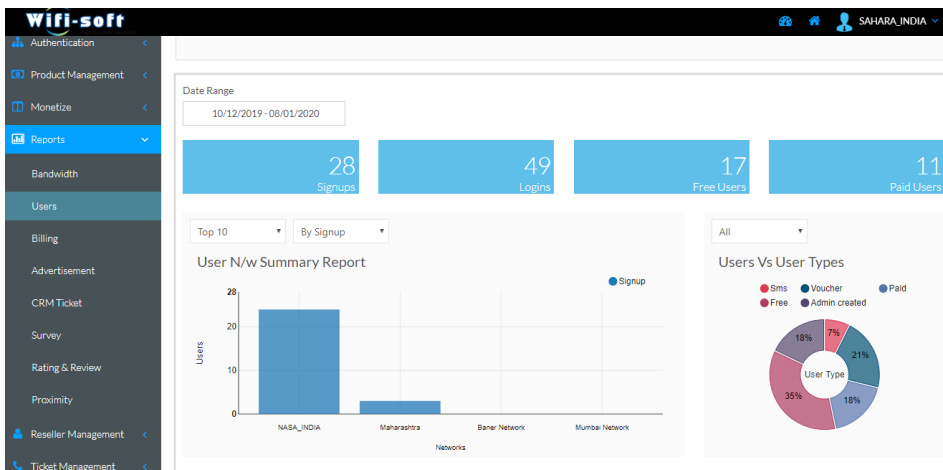 Wifi-soft
SAHARA_INDIA
Authentication
Product Management
Monetize
Reports
Bandwidth
Users
Billing
Advertisement
CRM Ticket
Survey
Rating & Review
Proximity
Reseller Management
Ticket Management
Date Range
10/12/2019 - 08/01/2020
28
Signups
49
Logins
17
Free Users
11
Paid Users
Top 10
By Signup
User N/w Summary Report
Signup
28
20
10
0
Users
NASA_INDIA
Maharashtra
Baner Network
Mumbai Network
Networks
All
Users Vs User Types
Sms
Voucher
Paid
Free
Admin created
18%
7%
21%
User Type
35%
18%